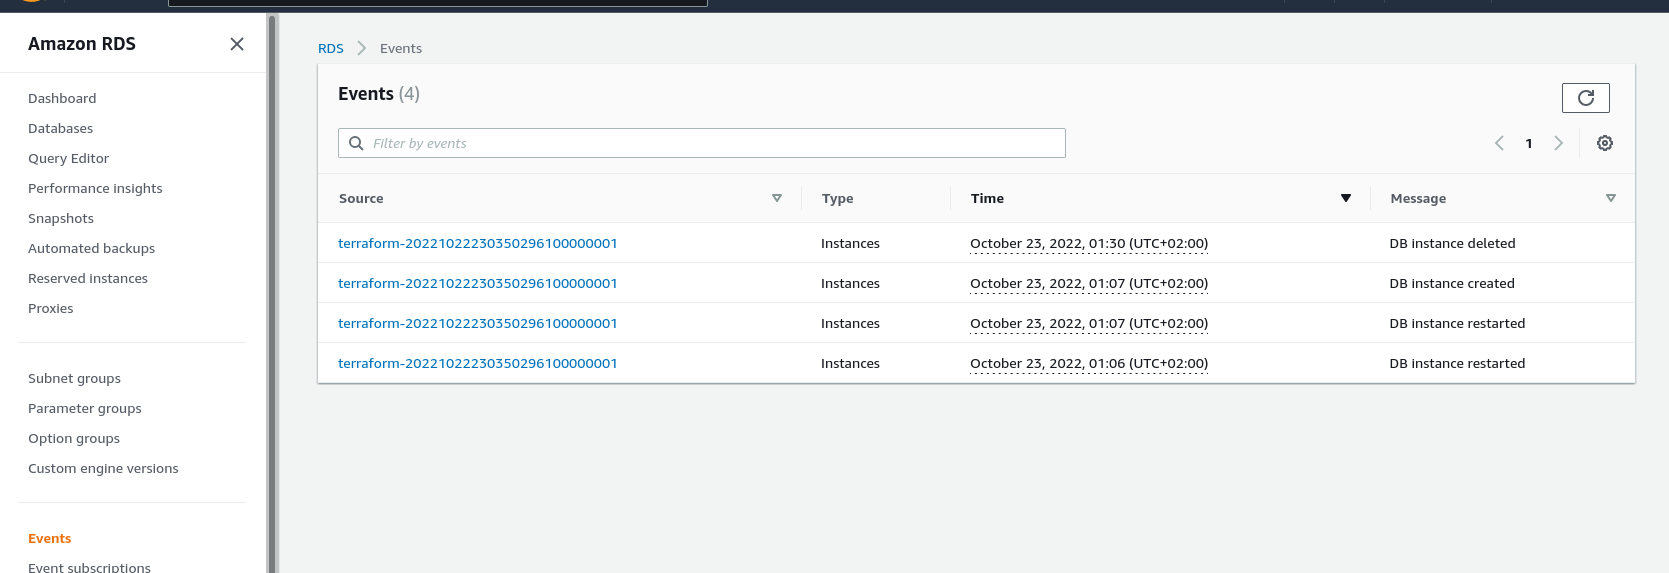 Amazon RDS
Dashboard
Databases
Query Editor
Performance insights
Snapshots
Automated backups
Reserved instances
Proxies
Subnet groups
Parameter groups
Option groups
Custom engine versions
Events
Event subscriptions
RDS > Events
Events (4)
Filter by events
1
Source Type Time Message
terraform-20221022230350296100000001 Instances October 23, 2022, 01:30 (UTC+02:00) DB instance deleted
terraform-20221022230350296100000001 Instances October 23, 2022, 01:07 (UTC+02:00) DB instance created
terraform-20221022230350296100000001 Instances October 23, 2022, 01:07 (UTC+02:00) DB instance restarted
terraform-20221022230350296100000001 Instances October 23, 2022, 01:06 (UTC+02:00) DB instance restarted